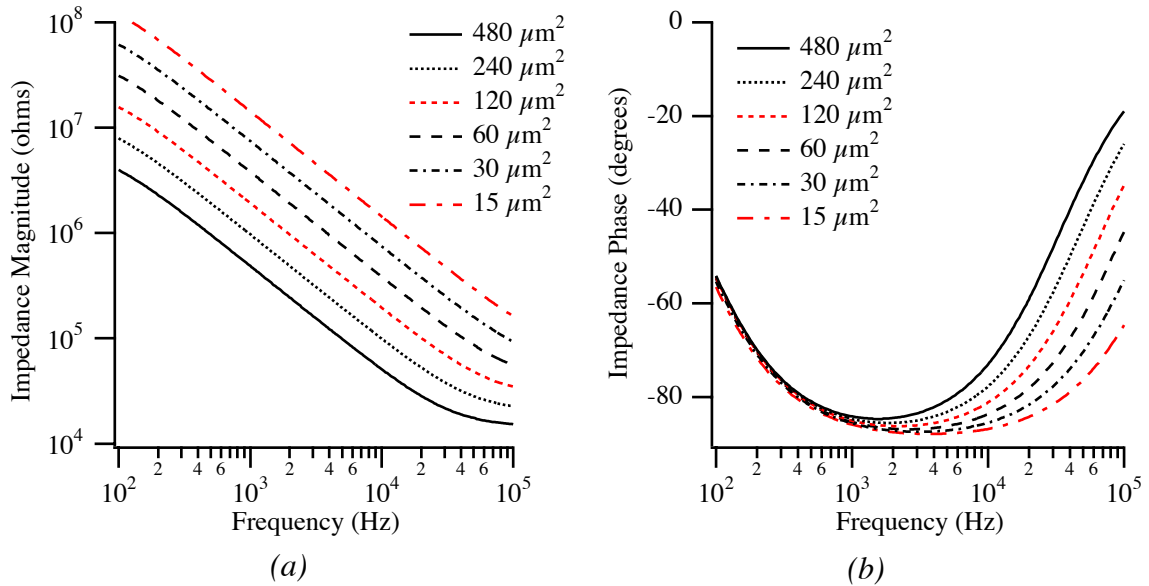 Impedance Magnitude (ohms)
10^8
10^7
10^6
10^5
10^4
480 µm^2
240 µm^2
120 µm^2
60 µm^2
30 µm^2
15 µm^2
2 4 6 2 4 6 2 4 6
10^2 10^3 10^4 10^5
Frequency (Hz)
(a)
Impedance Phase (degrees)
0
-20
-40
-60
-80
480 µm^2
240 µm^2
120 µm^2
60 µm^2
30 µm^2
15 µm^2
2 4 6 2 4 6 2 4 6
10^2 10^3 10^4 10^5
Frequency (Hz)
(b)